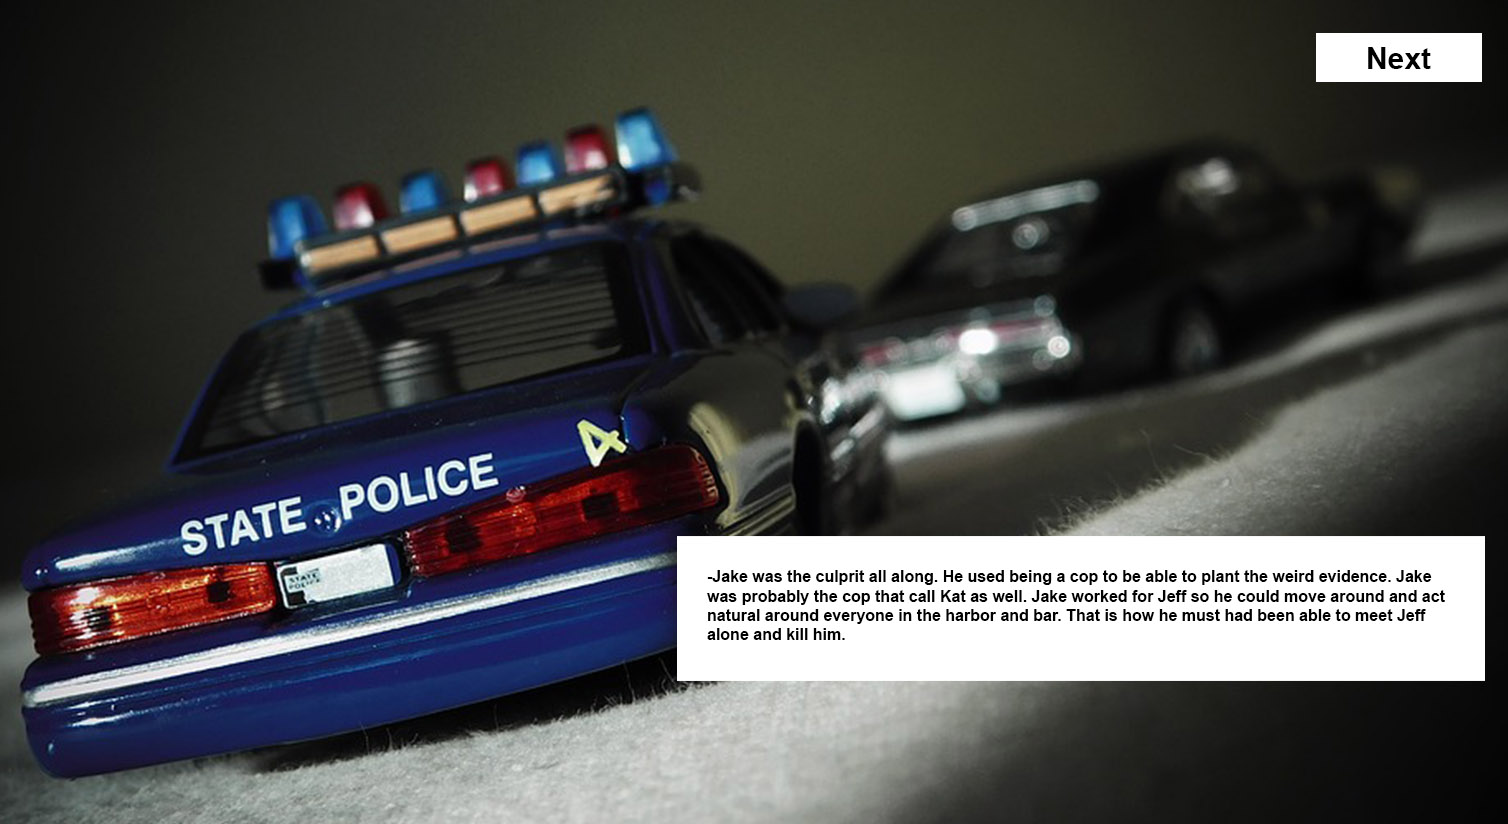 Next
STATE POLICE
4
STATE
POLICE
-Jake was the culprit all along. He used being a cop to be able to plant the weird evidence. Jake
was probably the cop that call Kat as well. Jake worked for Jeff so he could move around and act
natural around everyone in the harbor and bar. That is how he must had been able to meet Jeff
alone and kill him.